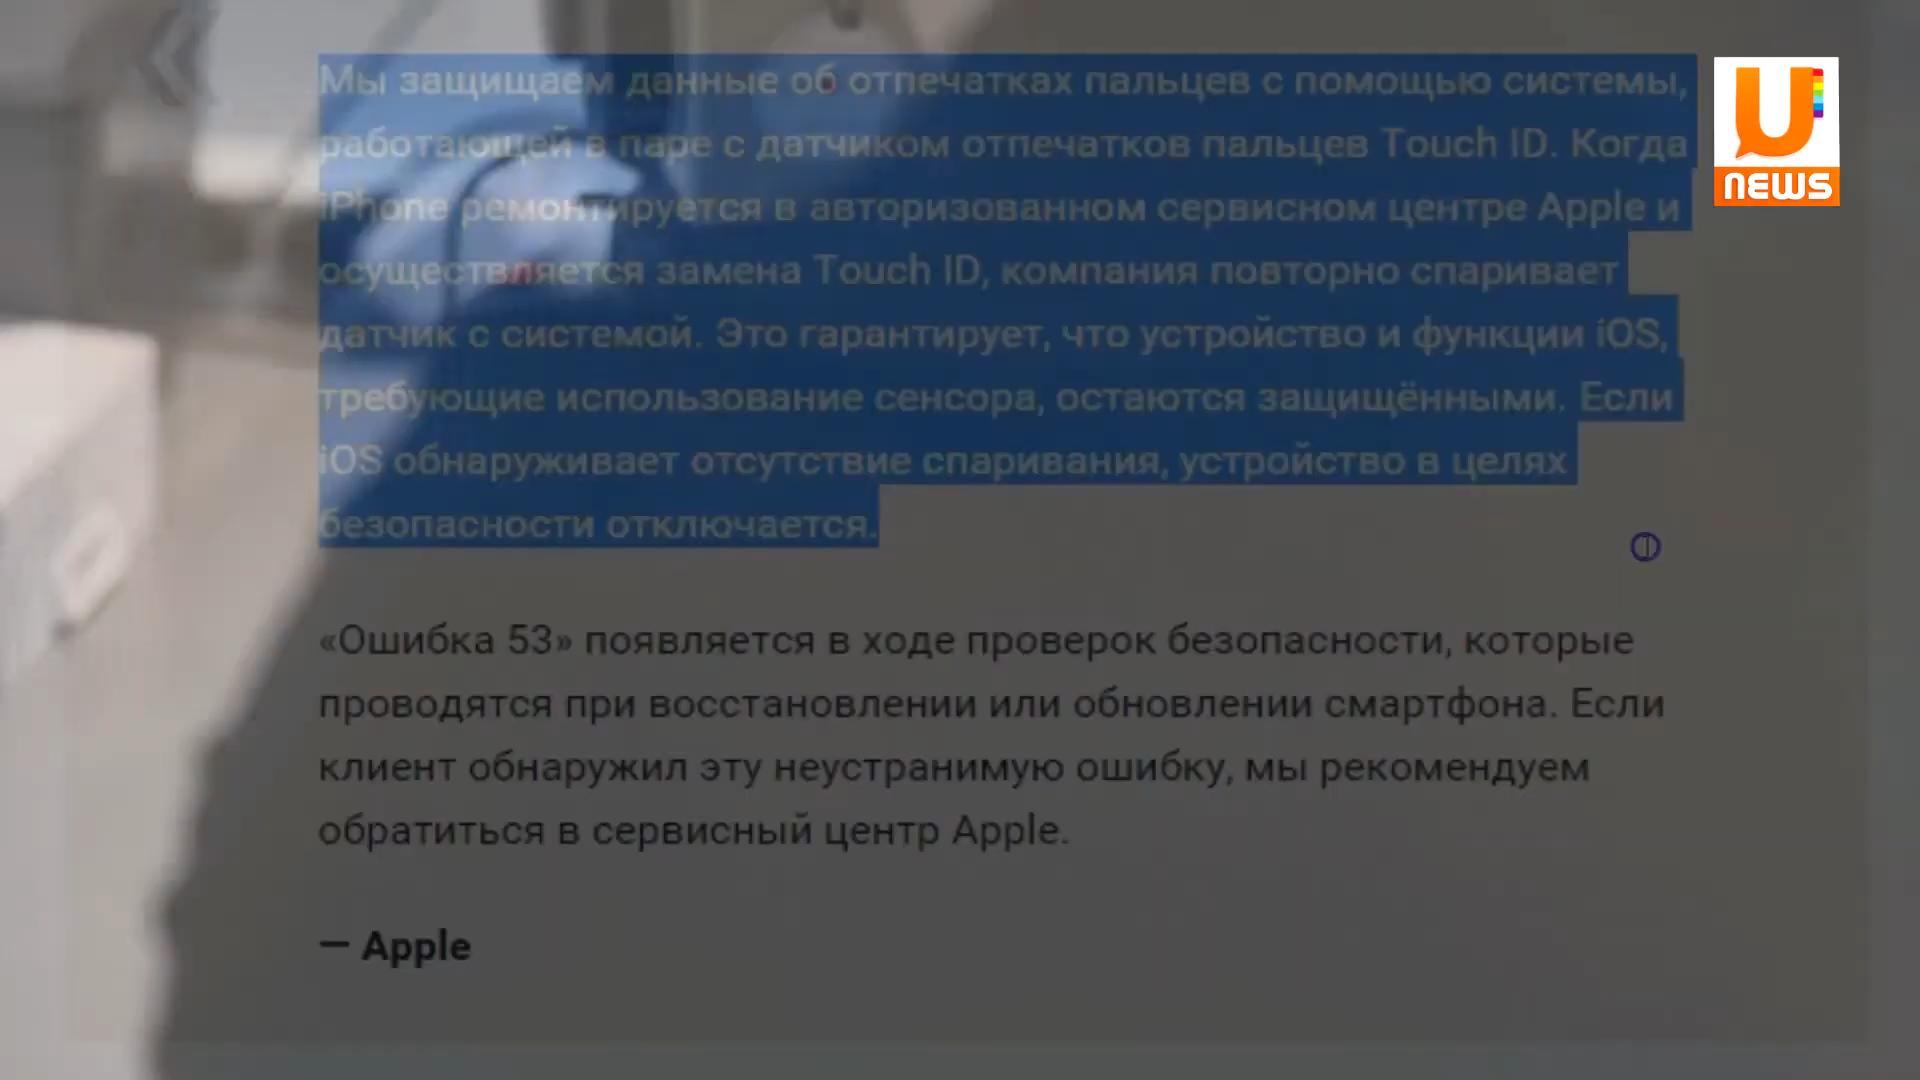 Мы защищаем данные об отпечатках пальцев с помощью системы,
работающей в паре с датчиком отпечатков пальцев Touch ID. Когда
iPhone ремонтируется в авторизованном сервисном центре Apple и
осуществляется замена Touch ID, компания повторно спаривает
датчик с системой. Это гарантирует, что устройство и функции iOS,
требующие использование сенсора, остаются защищёнными. Если
iOS обнаруживает отсутствие спаривания, устройство в целях
безопасности отключается.
«Ошибка 53» появляется в ходе проверок безопасности, которые
проводятся при восстановлении или обновлении смартфона. Если
клиент обнаружил эту неустранимую ошибку, мы рекомендуем
обратиться в сервисный центр Apple.
— Apple
U
NEWS